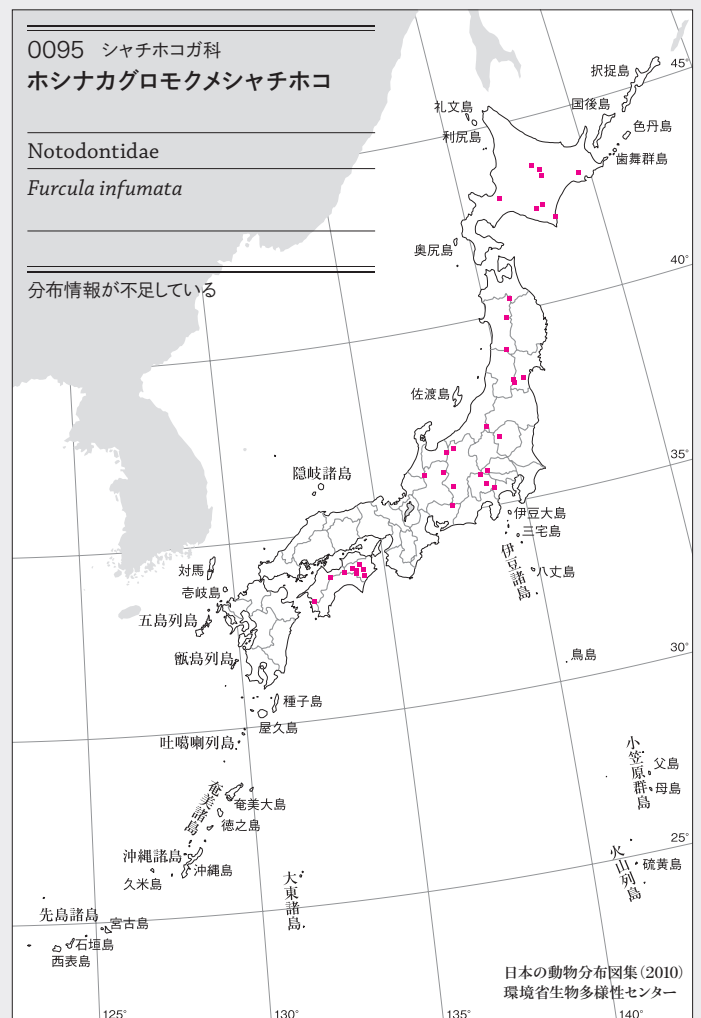 0095 シャチホコガ科
ホシナカグロモクメシャチホコ
Notodontidae
Furcula infumata
分布情報が不足している
択捉島
45°
礼文島
国後島
利尻島
色丹島
歯舞群島
奥尻島
40°
佐渡島
35°
隠岐諸島
伊豆大島
三宅島
伊豆諸島
八丈島
対馬
壱岐島
五島列島
甑島列島
鳥島
30°
種子島
屋久島
吐噶喇列島
小笠原群島
父島
母島
奄美諸島
奄美大島
徳之島
25°
沖縄諸島
沖縄島
久米島
火山列島
硫黄島
大東諸島
先島諸島
宮古島
石垣島
西表島
日本の動物分布図集(2010)
環境省生物多様性センター
125°
130°
135°
140°